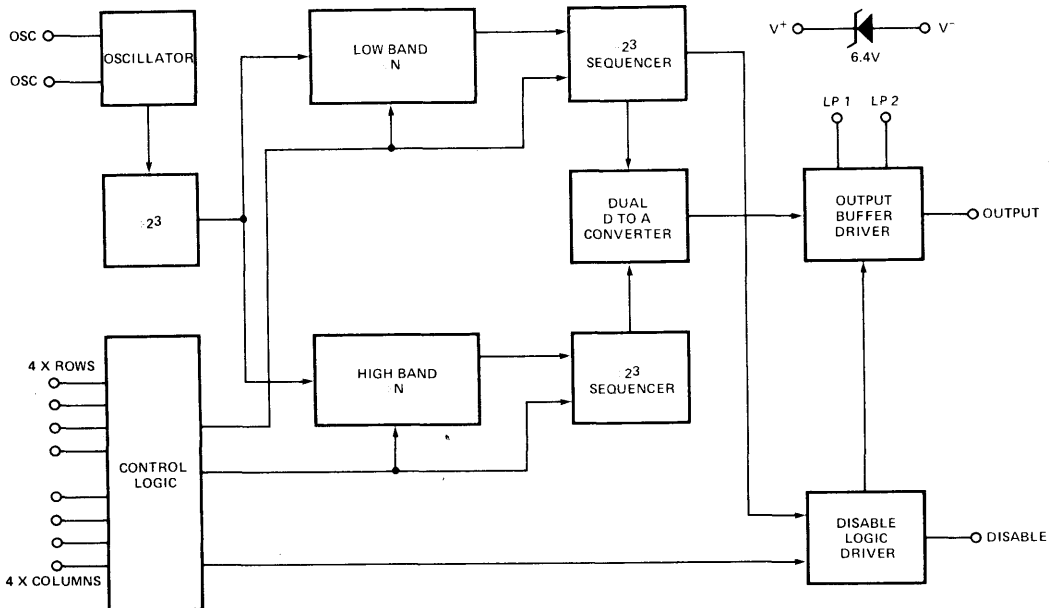 OSC
OSC
OSCILLATOR
LOW BAND
N
2³
SEQUENCER
V⁺
V⁻
6.4V
LP 1
LP 2
2³
DUAL
D TO A
CONVERTER
OUTPUT
BUFFER
DRIVER
OUTPUT
4 X ROWS
HIGH BAND
N
2³
SEQUENCER
CONTROL
LOGIC
4 X COLUMNS
DISABLE
LOGIC
DRIVER
DISABLE